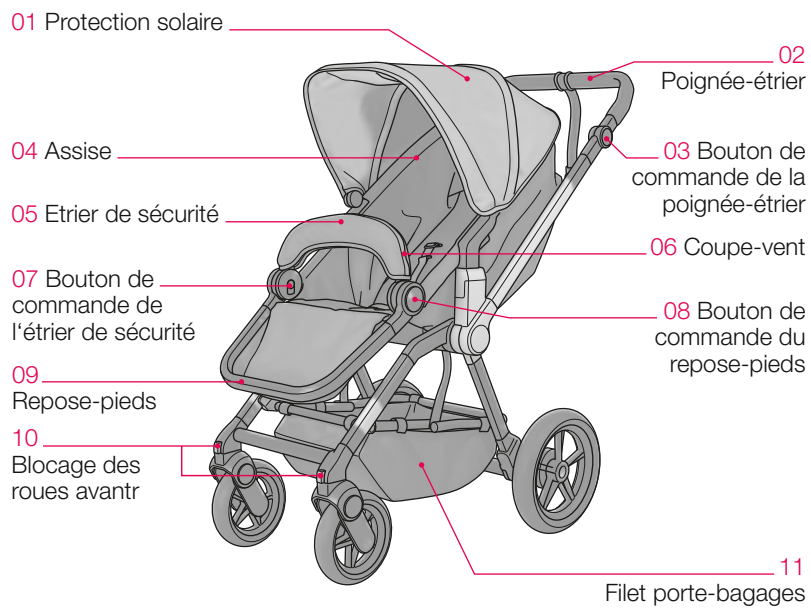 01 Protection solaire
02
Poignée-étrier
04 Assise
03 Bouton de
commande de la
poignée-étrier
05 Etrier de sécurité
06 Coupe-vent
07 Bouton de
commande de
l‘étrier de sécurité
08 Bouton de
commande du
repose-pieds
09
Repose-pieds
10
Blocage des
roues avantr
11
Filet porte-bagages